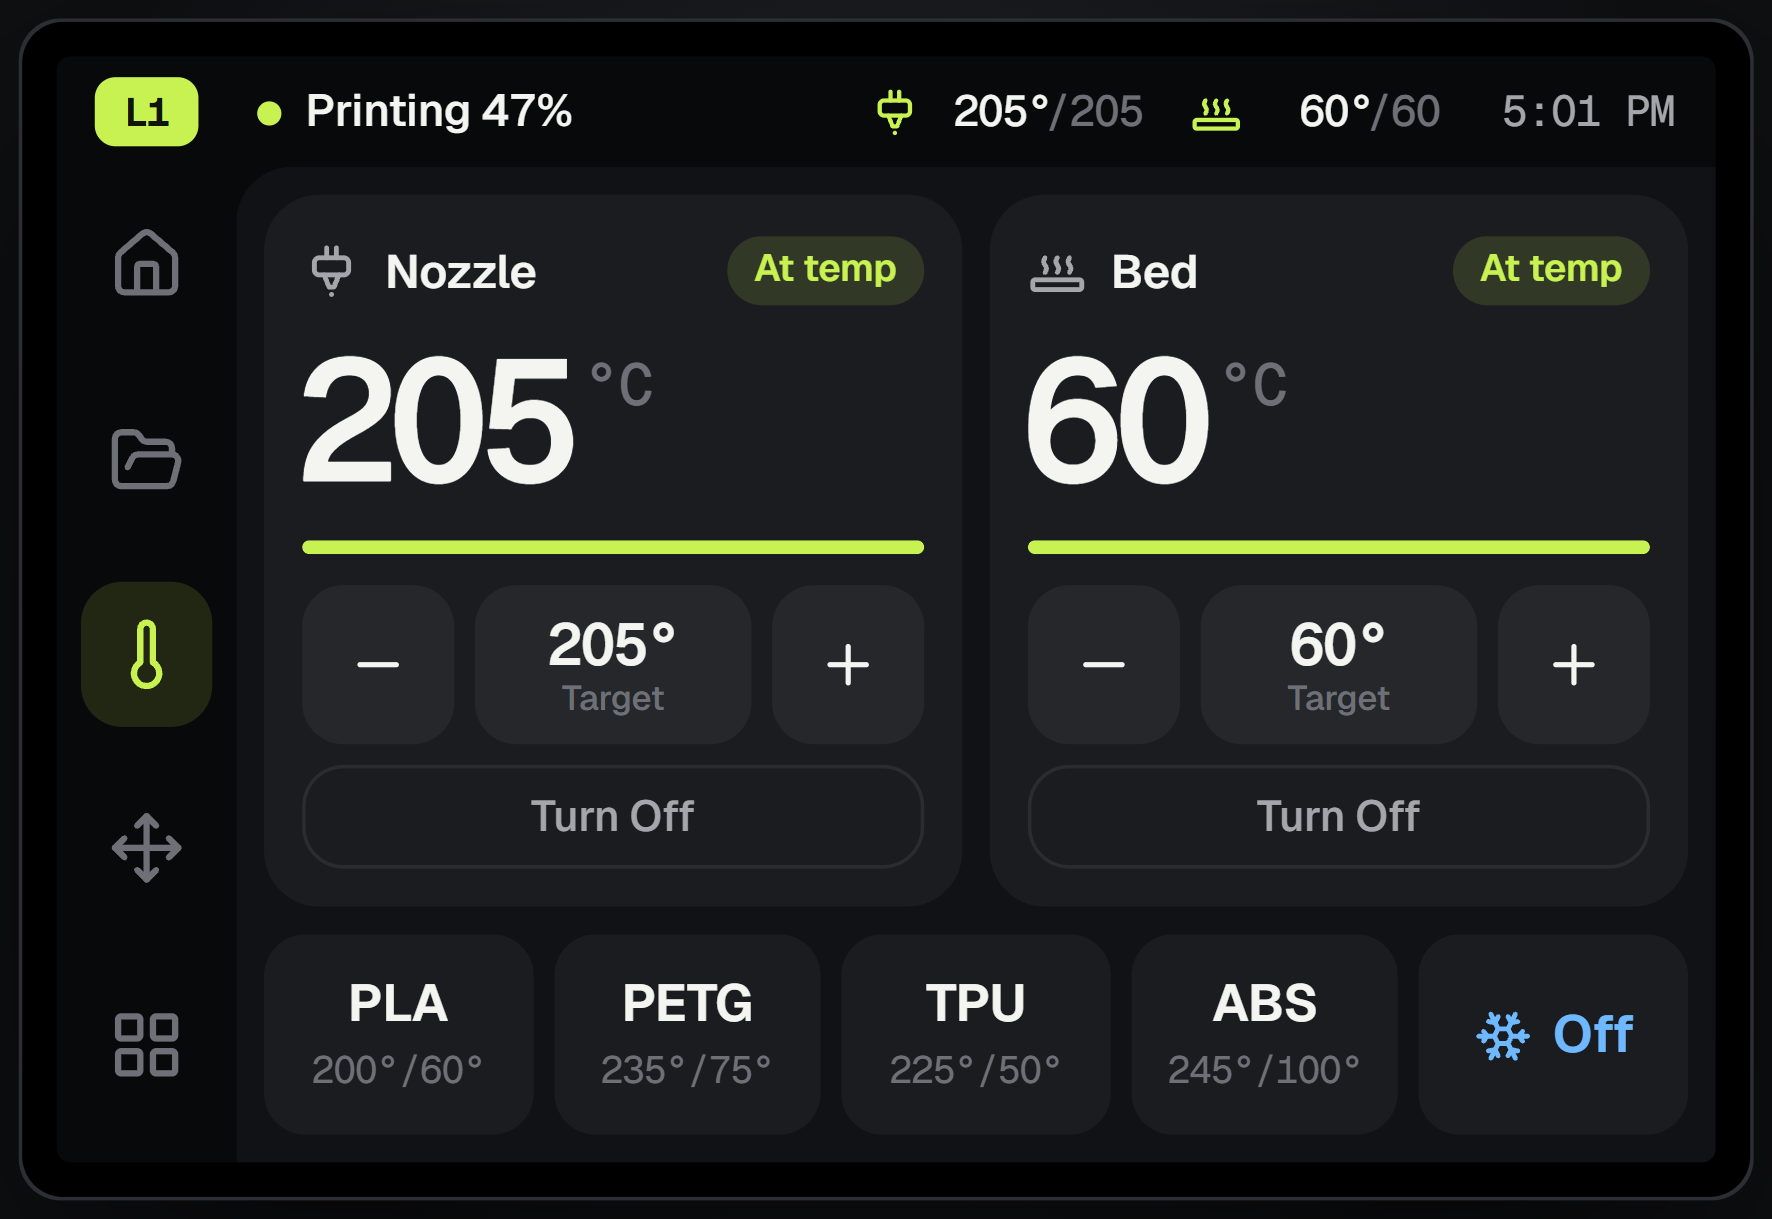 L1
Printing 47%
205°/205
60°/60
5:01 PM
Nozzle
At temp
205 °C
205°
Target
Turn Off
Bed
At temp
60 °C
60°
Target
Turn Off
PLA
200°/60°
PETG
235°/75°
TPU
225°/50°
ABS
245°/100°
Off